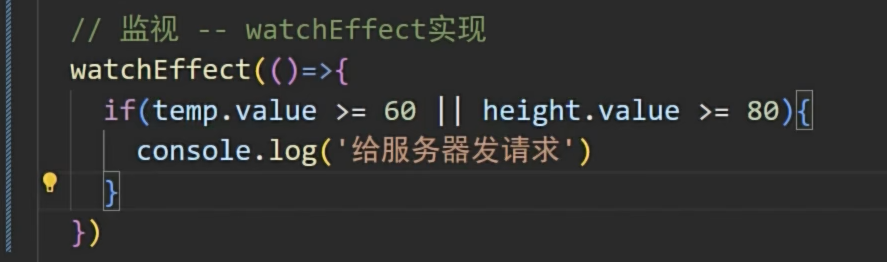 // 监视 -- watchEffect实现
watchEffect(()=>{
if(temp.value >= 60 || height.value >= 80){
console.log('给服务器发请求')
}
})